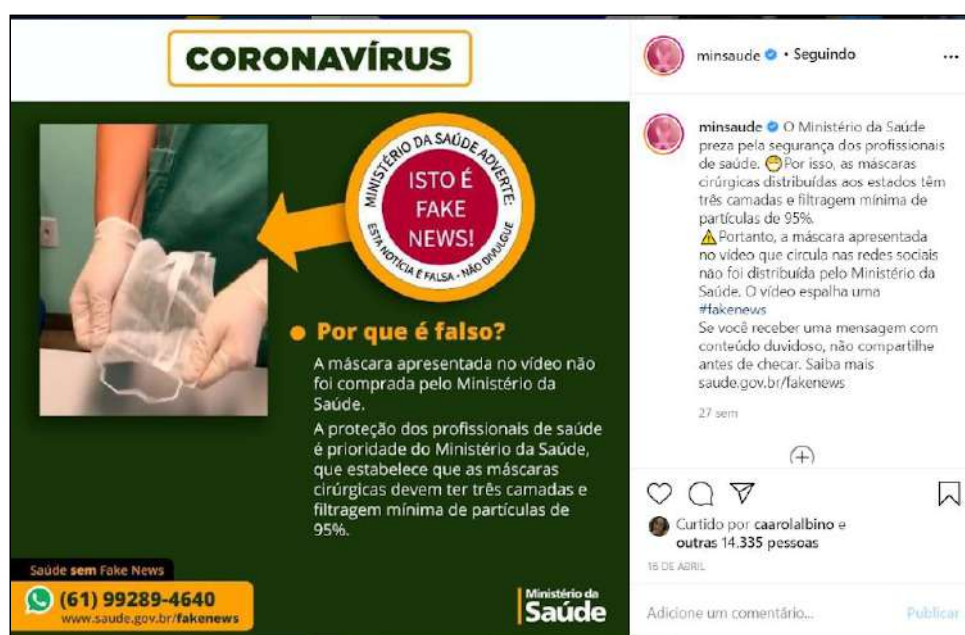 CORONAVÍRUS
MINISTÉRIO DA SAÚDE ADVERTE:
ISTO É
FAKE
NEWS!
ESTA NOTÍCIA É FALSA - NÃO DIVULGUE
Por que é falso?
A máscara apresentada no vídeo não
foi comprada pelo Ministério da
Saúde.
A proteção dos profissionais de saúde
é prioridade do Ministério da Saúde,
que estabelece que as máscaras
cirúrgicas devem ter três camadas e
filtragem mínima de partículas de
95%.
Saúde sem Fake News
(61) 99289-4640
www.saude.gov.br/fakenews
Ministério da
Saúde
minsaude • Seguindo
minsaude O Ministério da Saúde
preza pela segurança dos profissionais
de saúde. 😷Por isso, as máscaras
cirúrgicas distribuídas aos estados têm
três camadas e filtragem mínima de
partículas de 95%.
⚠Portanto, a máscara apresentada
no vídeo que circula nas redes sociais
não foi distribuída pelo Ministério da
Saúde. O vídeo espalha uma
#fakenews
Se você receber uma mensagem com
conteúdo duvidoso, não compartilhe
antes de checar. Saiba mais
saude.gov.br/fakenews
27 sem
Curtido por caarolalbino e
outras 14.335 pessoas
16 DE ABRIL
Adicione um comentário... Publicar